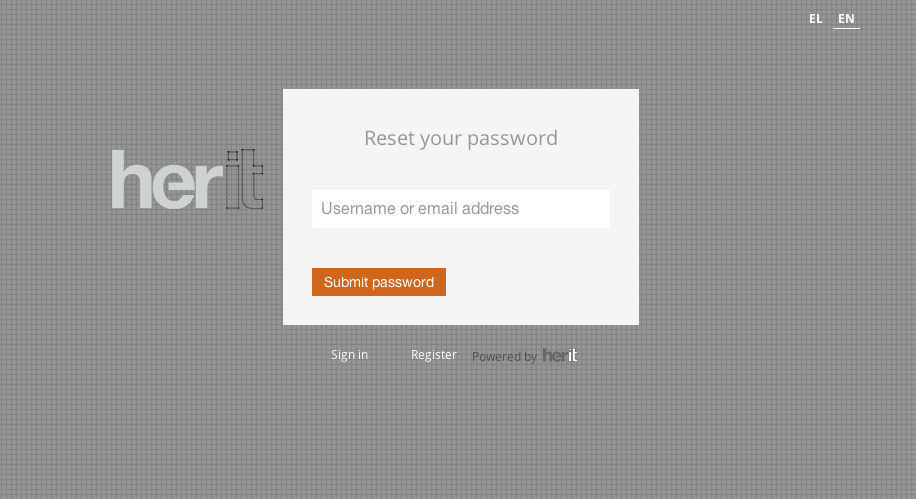 EL EN
Reset your password
herit
Username or email address
Submit password
Sign in Register Powered by herit